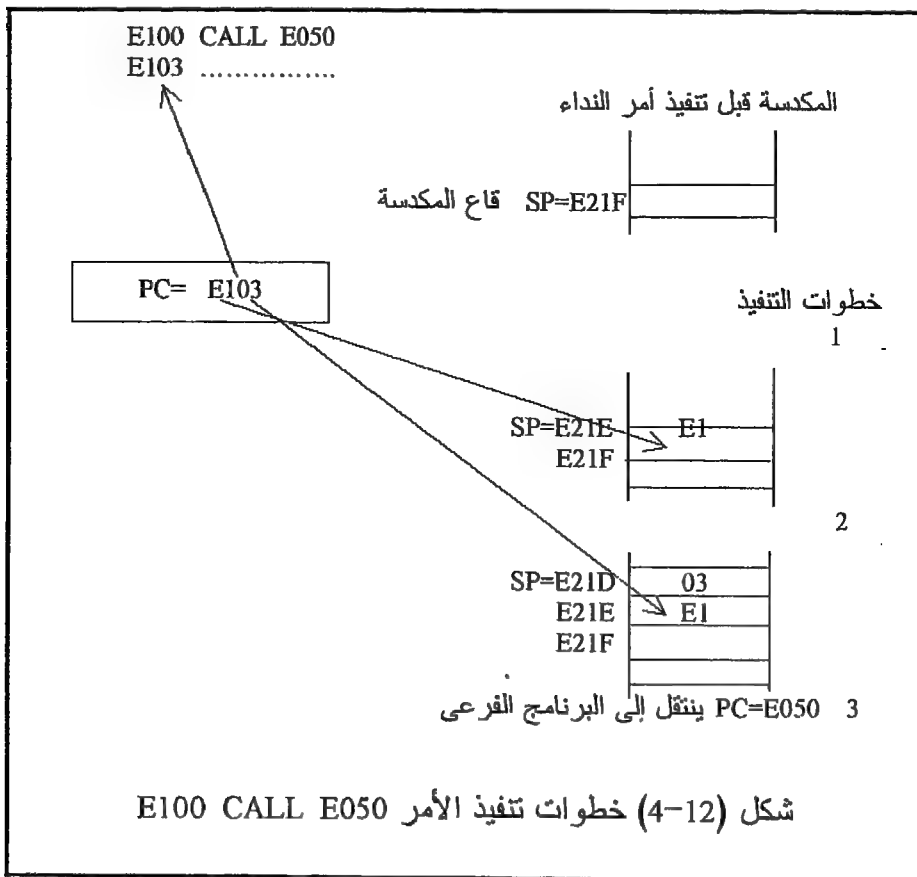 E100 CALL E050
E103 ................
المكدسة قبل تنفيذ أمر النداء
SP=E21F قاع المكدسة
PC= E103
خطوات التنفيذ
1
SP=E21E E1
E21F
2
SP=E21D 03
E21E E1
E21F
3 PC=E050 ينتقل إلى البرنامج الفرعى
شكل (4-12) خطوات تنفيذ الأمر E100 CALL E050